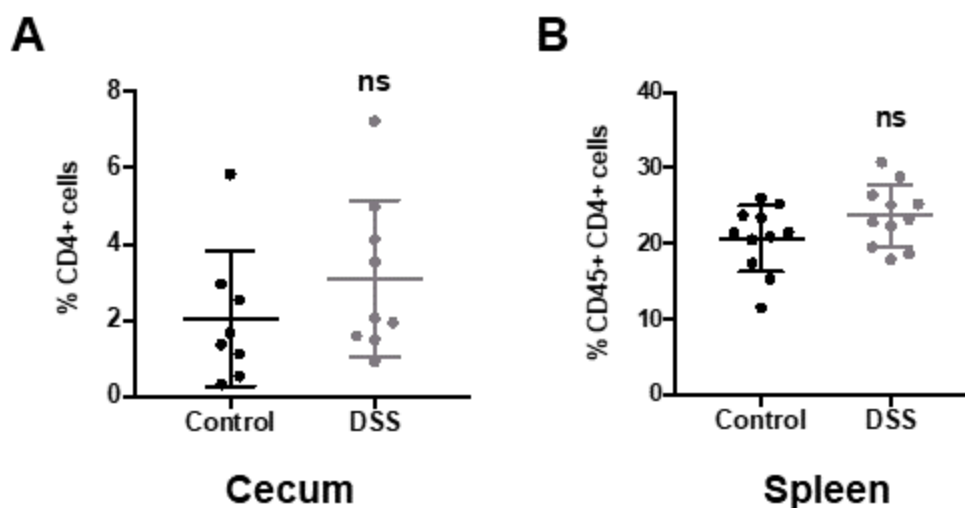 A
% CD4+ cells
8
6
4
2
0
ns
Control
DSS
Cecum
B
% CD45+ CD4+ cells
40
30
20
10
0
ns
Control
DSS
Spleen